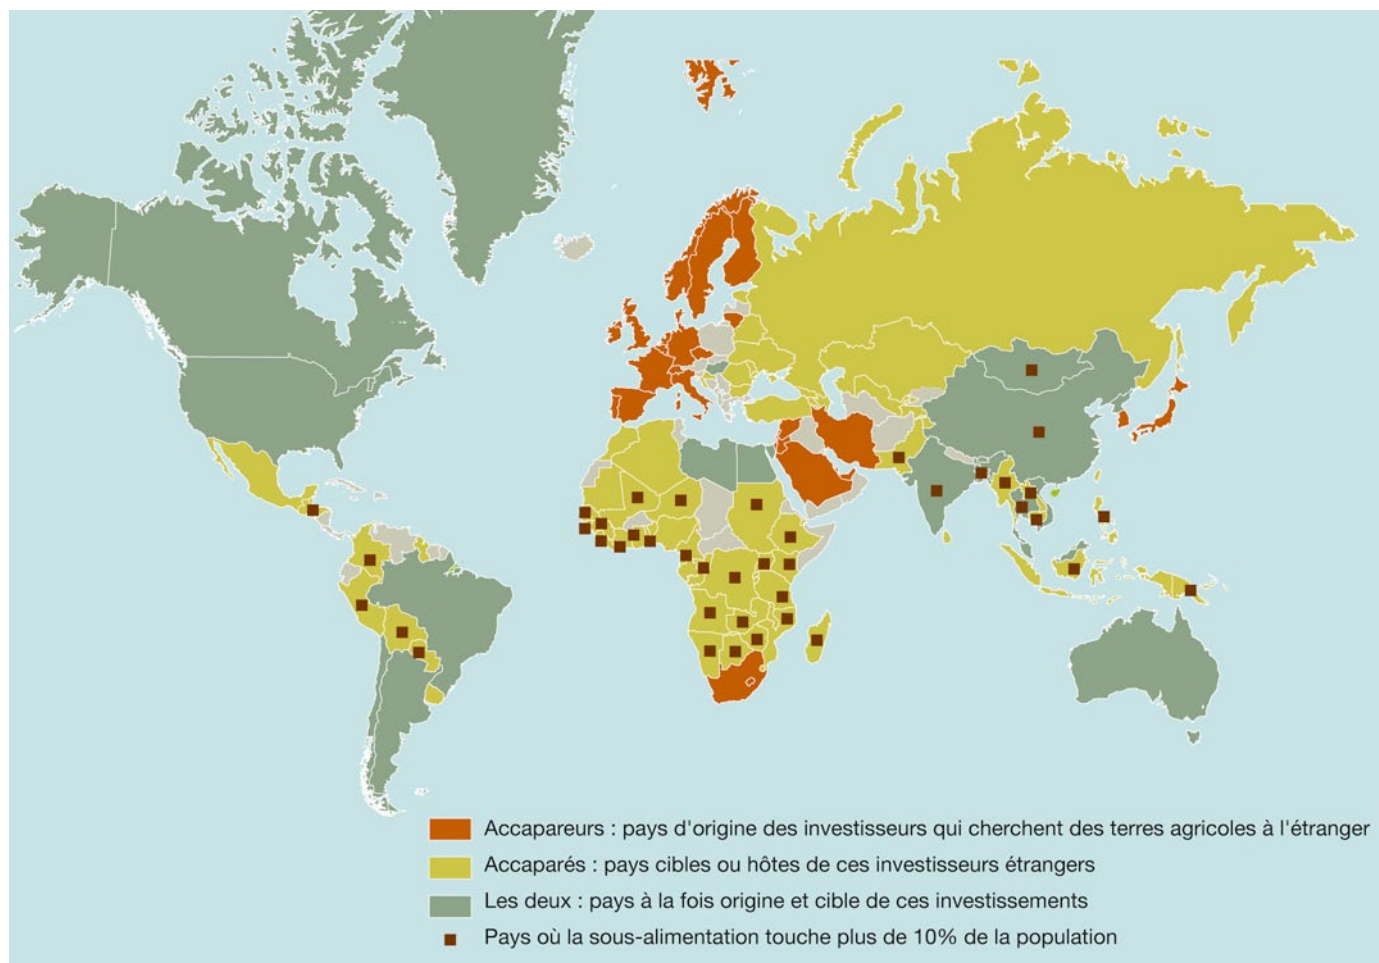 Accapareurs : pays d'origine des investisseurs qui cherchent des terres agricoles à l'étranger
Accaparés : pays cibles ou hôtes de ces investisseurs étrangers
Les deux : pays à la fois origine et cible de ces investissements
Pays où la sous-alimentation touche plus de 10% de la population